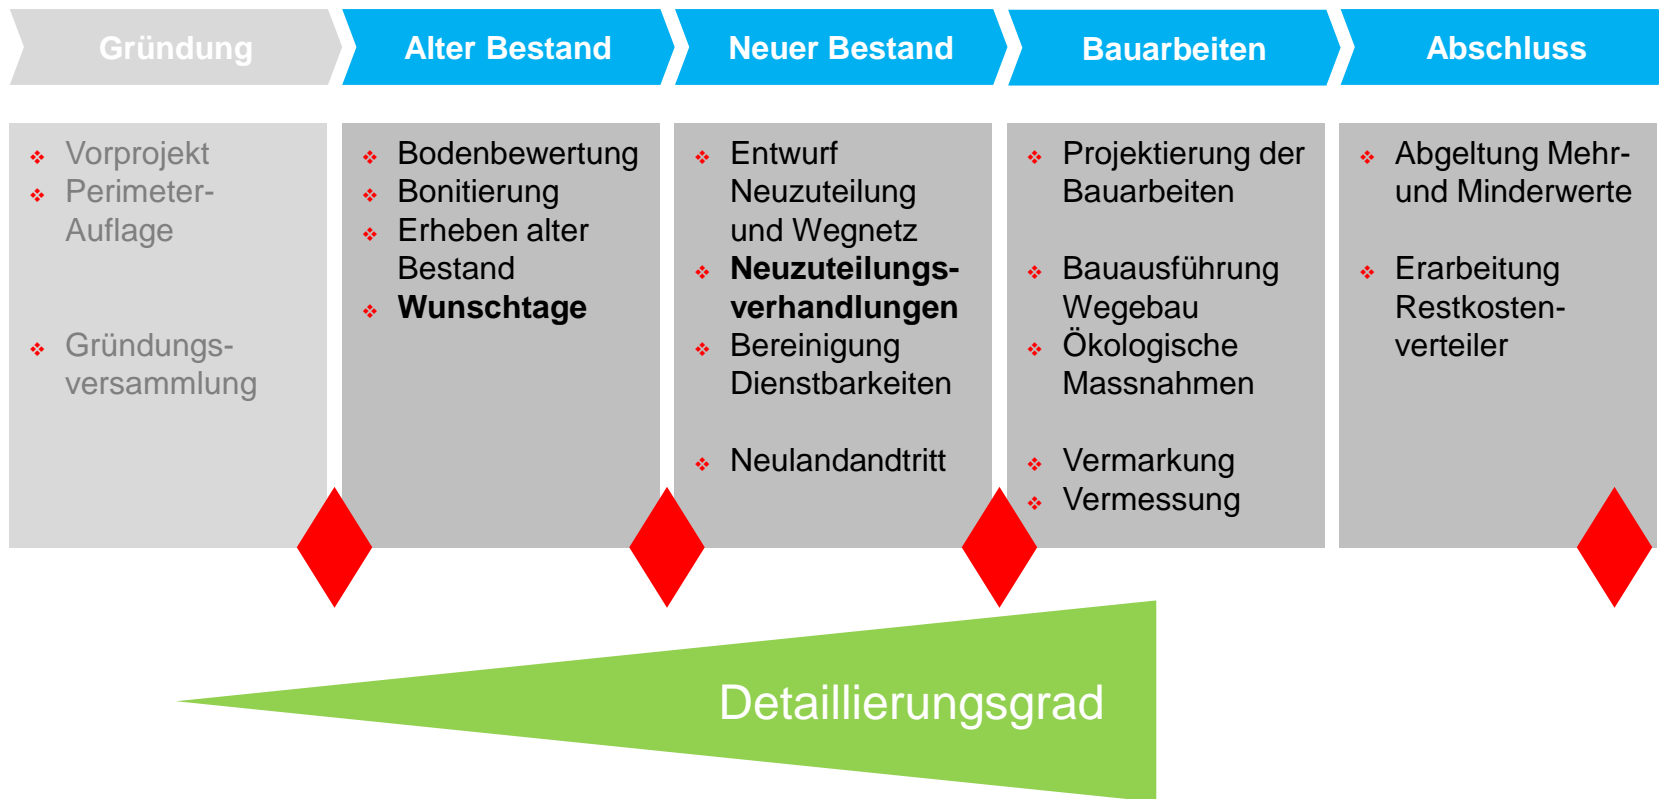 Gründung
Alter Bestand
Neuer Bestand
Bauarbeiten
Abschluss
Vorprojekt
Perimeter-
Auflage
Gründungs-
versammlung
Bodenbewertung
Bonitierung
Erheben alter
Bestand
Wunschtage
Entwurf
Neuzuteilung
und Wegnetz
Neuzuteilungs-
verhandlungen
Bereinigung
Dienstbarkeiten
Neulandandtritt
Projektierung der
Bauarbeiten
Bauausführung
Wegebau
Ökologische
Massnahmen
Vermarkung
Vermessung
Abgeltung Mehr-
und Minderwerte
Erarbeitung
Restkosten-
verteiler
Detaillierungsgrad